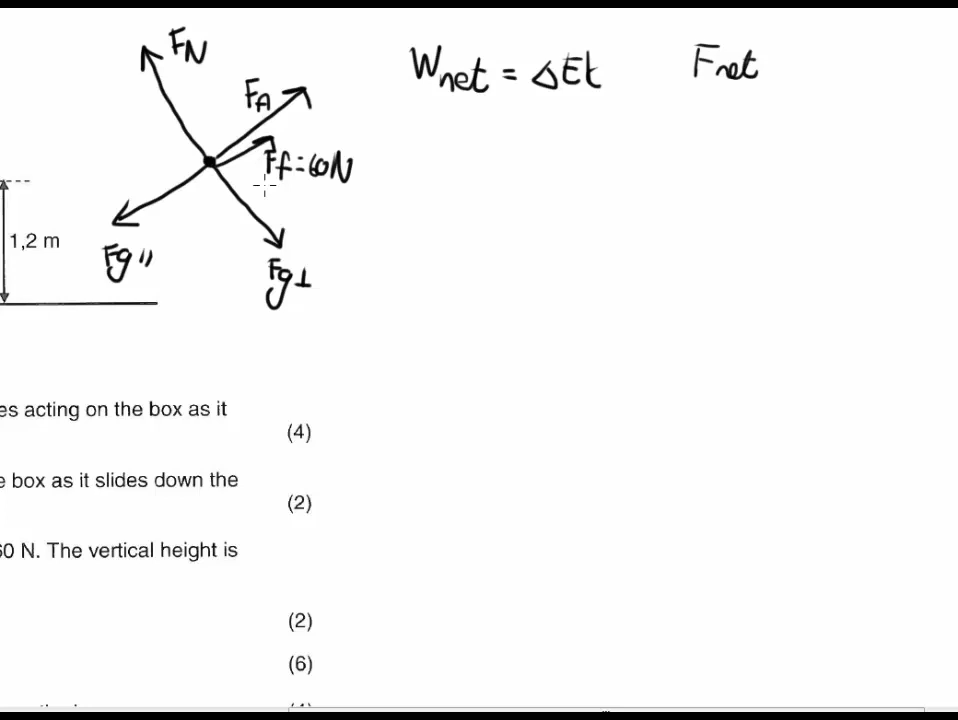 FN
FA
Ff = 60N
Fg //
Fg⊥
Wnet = ΔEk
Fnet
1,2 m
es acting on the box as it
(4)
e box as it slides down the
(2)
60 N. The vertical height is
(2)
(6)